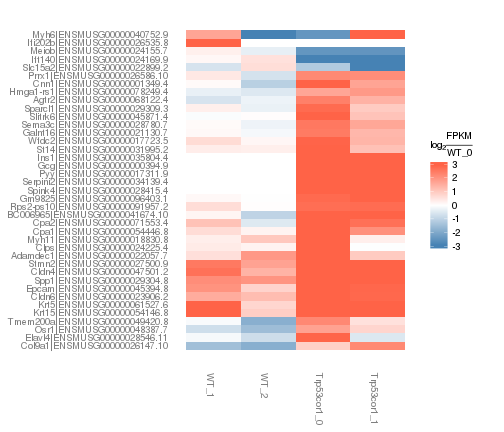 Myh6|ENSMUSG00000040752.9
Ifi202b|ENSMUSG00000026535.8
Meiob|ENSMUSG00000024155.7
Ift140|ENSMUSG00000024169.9
Slc15a2|ENSMUSG00000022899.2
Prrx1|ENSMUSG00000026586.10
Cnn1|ENSMUSG00000001349.4
Hmga1-rs1|ENSMUSG00000078249.4
Agtr2|ENSMUSG00000068122.4
Sparcl1|ENSMUSG00000029309.3
Slitrk6|ENSMUSG00000045871.4
Sema3c|ENSMUSG00000028780.7
Galnt16|ENSMUSG00000021130.7
Wfdc2|ENSMUSG00000017723.5
St14|ENSMUSG00000031995.2
Ins1|ENSMUSG00000035804.4
Gcg|ENSMUSG00000000394.9
Pyy|ENSMUSG00000017311.9
Serpini2|ENSMUSG00000034139.4
Spink4|ENSMUSG00000028415.4
Gm9825|ENSMUSG00000096403.1
Rps2-ps10|ENSMUSG00000091957.2
BC006965|ENSMUSG00000041674.10
Cpa2|ENSMUSG00000071553.4
Cpa1|ENSMUSG00000054446.8
Myh11|ENSMUSG00000018830.8
Clps|ENSMUSG00000024225.4
Adamdec1|ENSMUSG00000022057.7
Stmn2|ENSMUSG00000027500.9
Cldn4|ENSMUSG00000047501.2
Spp1|ENSMUSG00000029304.8
Epcam|ENSMUSG00000045394.8
Cldn6|ENSMUSG00000023906.2
Krt5|ENSMUSG00000061527.6
Krt15|ENSMUSG00000054146.8
Tmem200a|ENSMUSG00000049420.8
Osr1|ENSMUSG00000048387.7
Elavl4|ENSMUSG00000028546.11
Col9a1|ENSMUSG00000026147.10
WT_1
WT_2
Trp53cor1_0
Trp53cor1_1
log2 FPKM
WT_0
3
2
1
0
-1
-2
-3